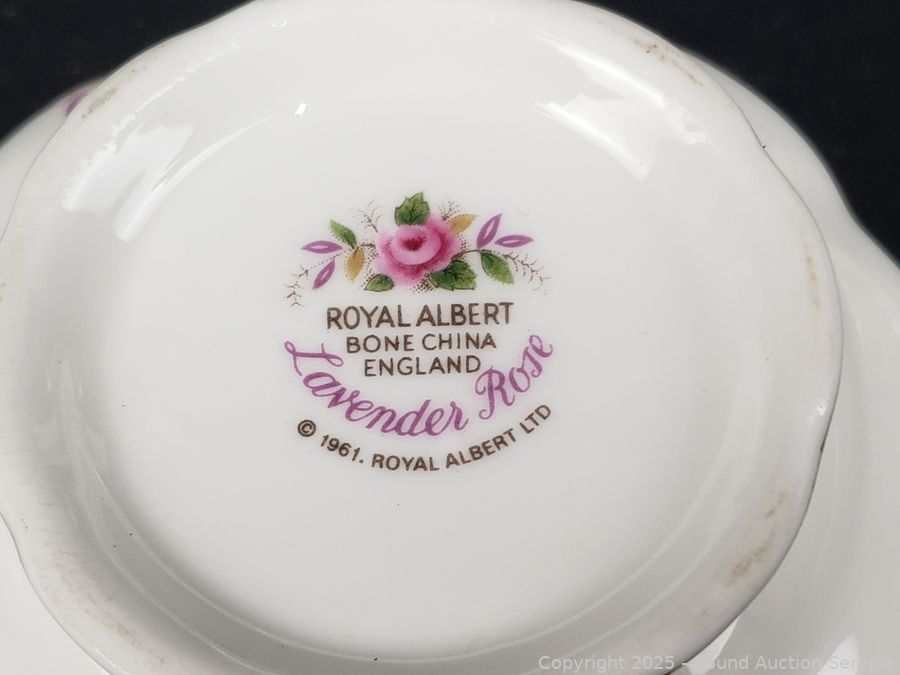 ROYAL ALBERT
BONE CHINA
ENGLAND
Lavender Rose
© 1961. ROYAL ALBERT LTD
Copyright 2025 - Sound Auction Service